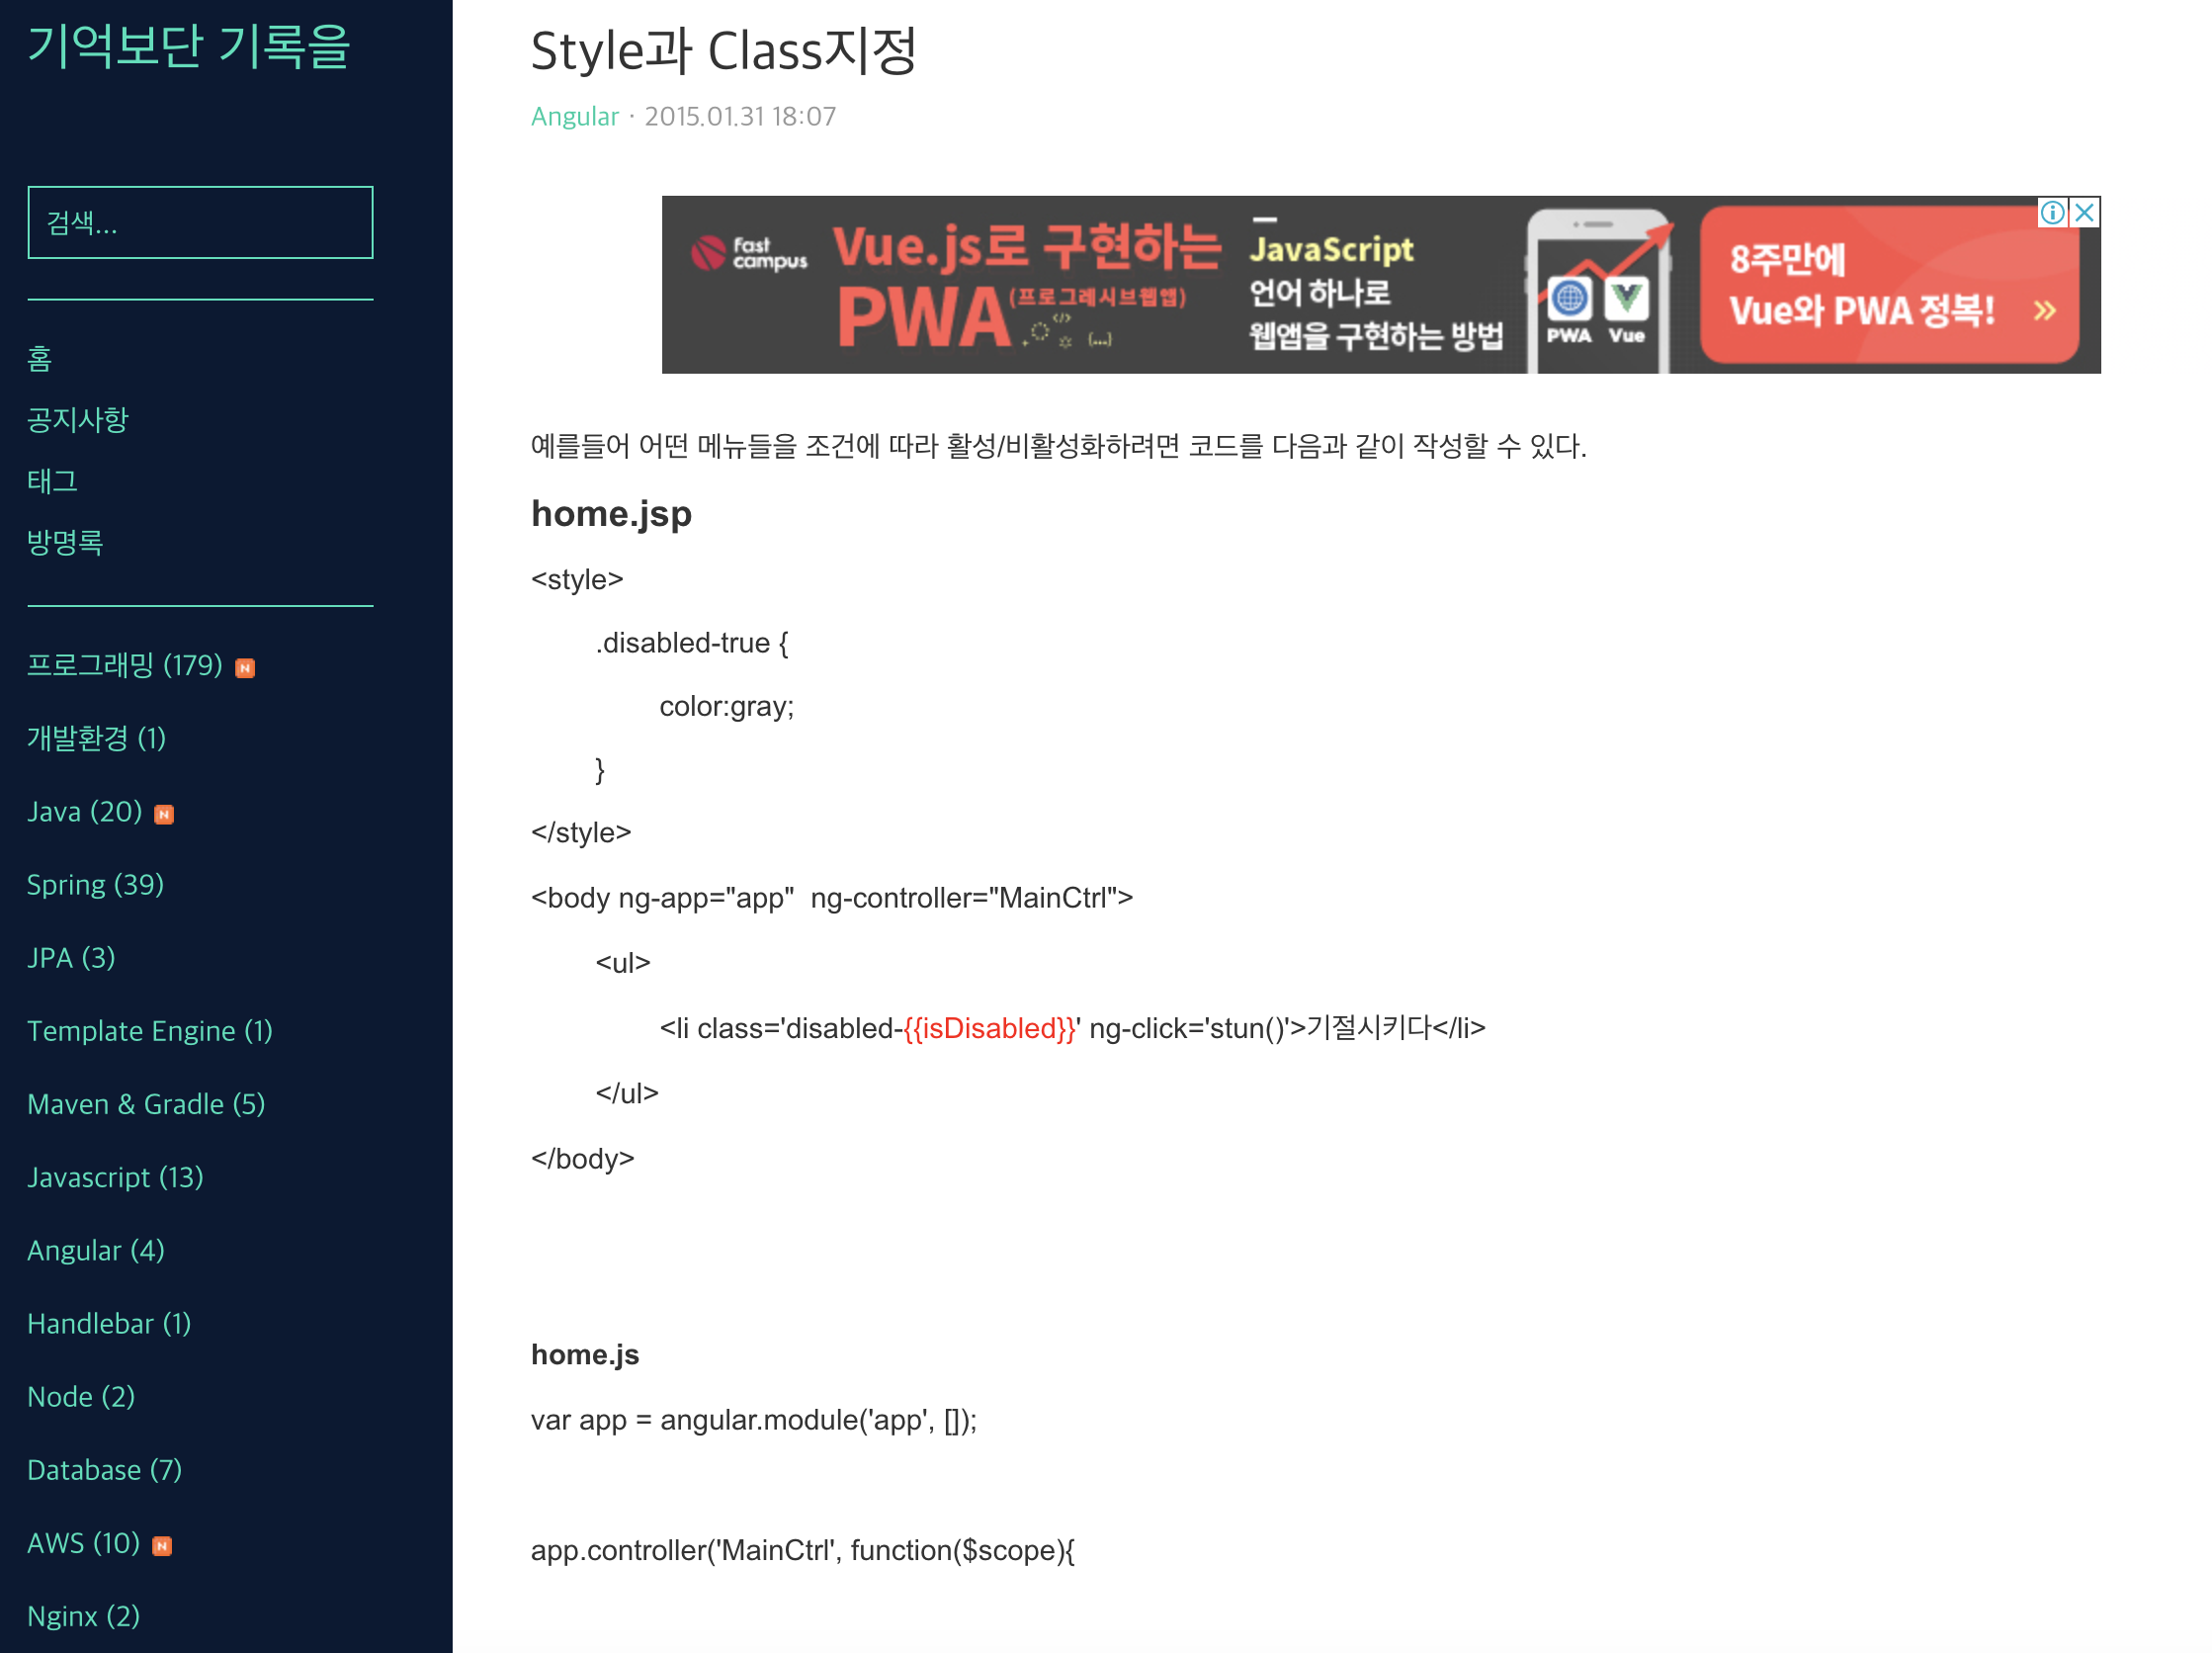 기억보단 기록을
검색...
홈
공지사항
태그
방명록
프로그래밍 (179) N
개발환경 (1)
Java (20) N
Spring (39)
JPA (3)
Template Engine (1)
Maven & Gradle (5)
Javascript (13)
Angular (4)
Handlebar (1)
Node (2)
Database (7)
AWS (10) N
Nginx (2)
Style과 Class지정
Angular · 2015.01.31 18:07
fast campus
Vue.js로 구현하는
PWA(프로그레시브웹앱)
</>
{...}
JavaScript
언어 하나로
웹앱을 구현하는 방법
PWA Vue
8주만에
Vue와 PWA 정복! »
예를들어 어떤 메뉴들을 조건에 따라 활성/비활성화하려면 코드를 다음과 같이 작성할 수 있다.
home.jsp
<style>
.disabled-true {
color:gray;
}
</style>
<body ng-app="app"  ng-controller="MainCtrl">
<ul>
<li class='disabled-{{isDisabled}}' ng-click='stun()'>기절시키다</li>
</ul>
</body>
home.js
var app = angular.module('app', []);
app.controller('MainCtrl', function($scope){